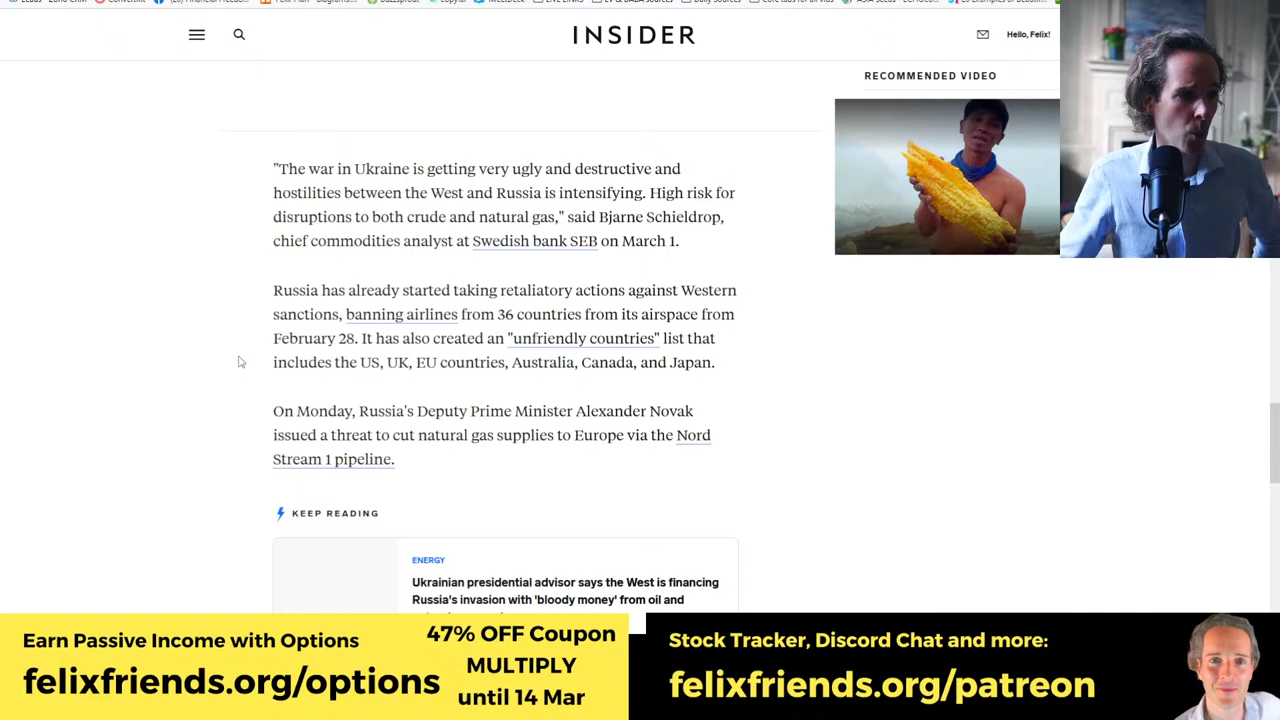 INSIDER
Hello, Felix!
RECOMMENDED VIDEO
"The war in Ukraine is getting very ugly and destructive and
hostilities between the West and Russia is intensifying. High risk for
disruptions to both crude and natural gas," said Bjarne Schieldrop,
chief commodities analyst at Swedish bank SEB on March 1.
Russia has already started taking retaliatory actions against Western
sanctions, banning airlines from 36 countries from its airspace from
February 28. It has also created an "unfriendly countries" list that
includes the US, UK, EU countries, Australia, Canada, and Japan.
On Monday, Russia's Deputy Prime Minister Alexander Novak
issued a threat to cut natural gas supplies to Europe via the Nord
Stream 1 pipeline.
KEEP READING
ENERGY
Ukrainian presidential advisor says the West is financing
Russia's invasion with 'bloody money' from oil and
Earn Passive Income with Options
felixfriends.org/options
47% OFF Coupon
MULTIPLY
until 14 Mar
Stock Tracker, Discord Chat and more:
felixfriends.org/patreon